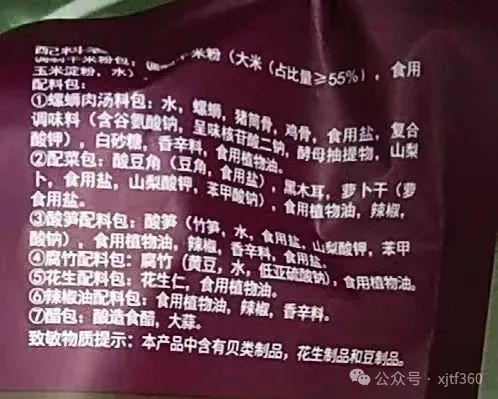 配料表
调制干米粉包：调制干米粉（大米（占比量≥55%），食用
玉米淀粉，水）
配料包：
①螺蛳肉汤料包：水，螺蛳，猪筒骨，鸡骨，食用盐，复合
调味料（含谷氨酸钠，呈味核苷酸二钠，酵母抽提物，山梨
酸钾），白砂糖，香辛料，食用植物油。
②配菜包：酸豆角（豆角，食用盐），黑木耳，萝卜干（萝
卜，食用盐，山梨酸钾，苯甲酸钠），食用植物油，辣椒，
食用盐。
③酸笋配料包：酸笋（竹笋，水，食用盐，山梨酸钾，苯甲
酸钠），食用植物油，辣椒，香辛料，食用盐。
④腐竹配料包：腐竹（黄豆，水，低亚硫酸钠），食用植物油。
⑤花生配料包：花生仁，食用植物油。
⑥辣椒油配料包：食用植物油，辣椒，香辛料。
⑦醋包：酿造食醋，大蒜。
致敏物质提示：本产品中含有贝类制品，花生制品和豆制品。
公众号·xjtf360